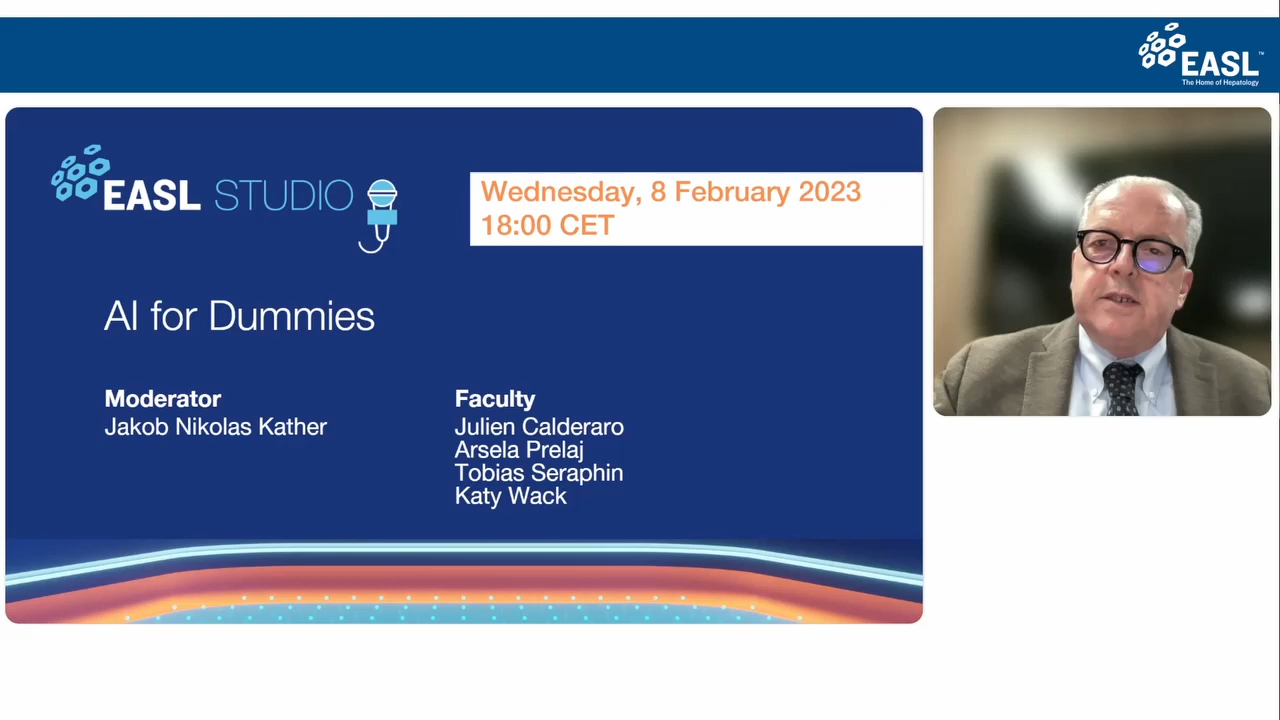 EASL™
The Home of Hepatology
EASL STUDIO
Wednesday, 8 February 2023
18:00 CET
AI for Dummies
Moderator
Jakob Nikolas Kather
Faculty
Julien Calderaro
Arsela Prelaj
Tobias Seraphin
Katy Wack